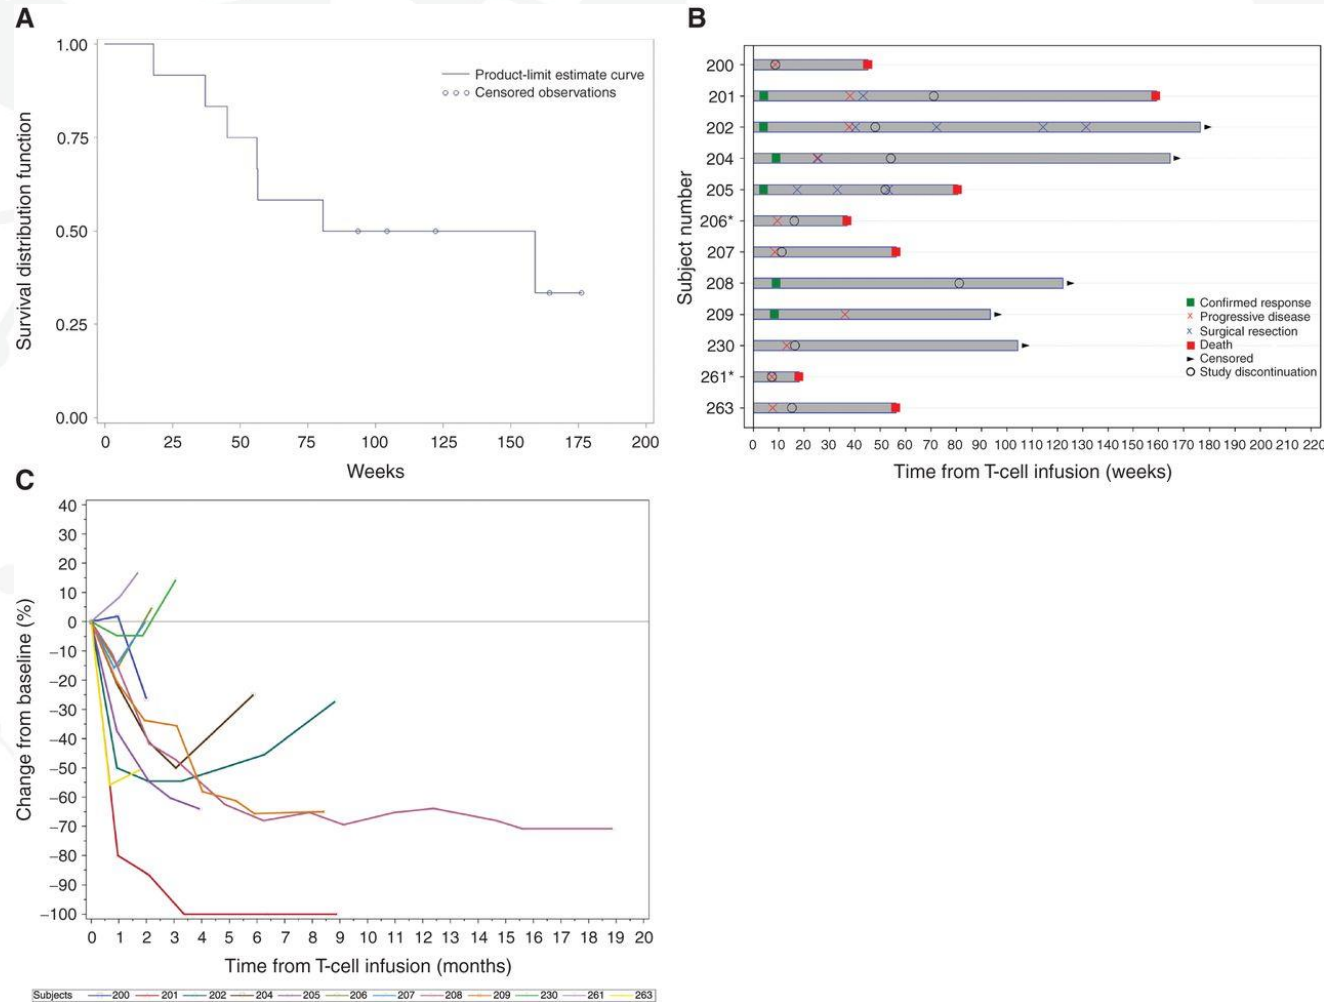 A
1.00
0.75
0.50
0.25
0.00
Survival distribution function
Product-limit estimate curve
Censored observations
0 25 50 75 100 125 150 175 200
Weeks
B
Subject number
200
201
202
204
205
206*
207
208
209
230
261*
263
Confirmed response
Progressive disease
Surgical resection
Death
Censored
Study discontinuation
0 10 20 30 40 50 60 70 80 90 100 110 120 130 140 150 160 170 180 190 200 210 220
Time from T-cell infusion (weeks)
C
Change from baseline (%)
40
30
20
10
0
−10
−20
−30
−40
−50
−60
−70
−80
−90
−100
0 1 2 3 4 5 6 7 8 9 10 11 12 13 14 15 16 17 18 19 20
Time from T-cell infusion (months)
Subjects 200 201 202 204 205 206 207 208 209 230 261 263